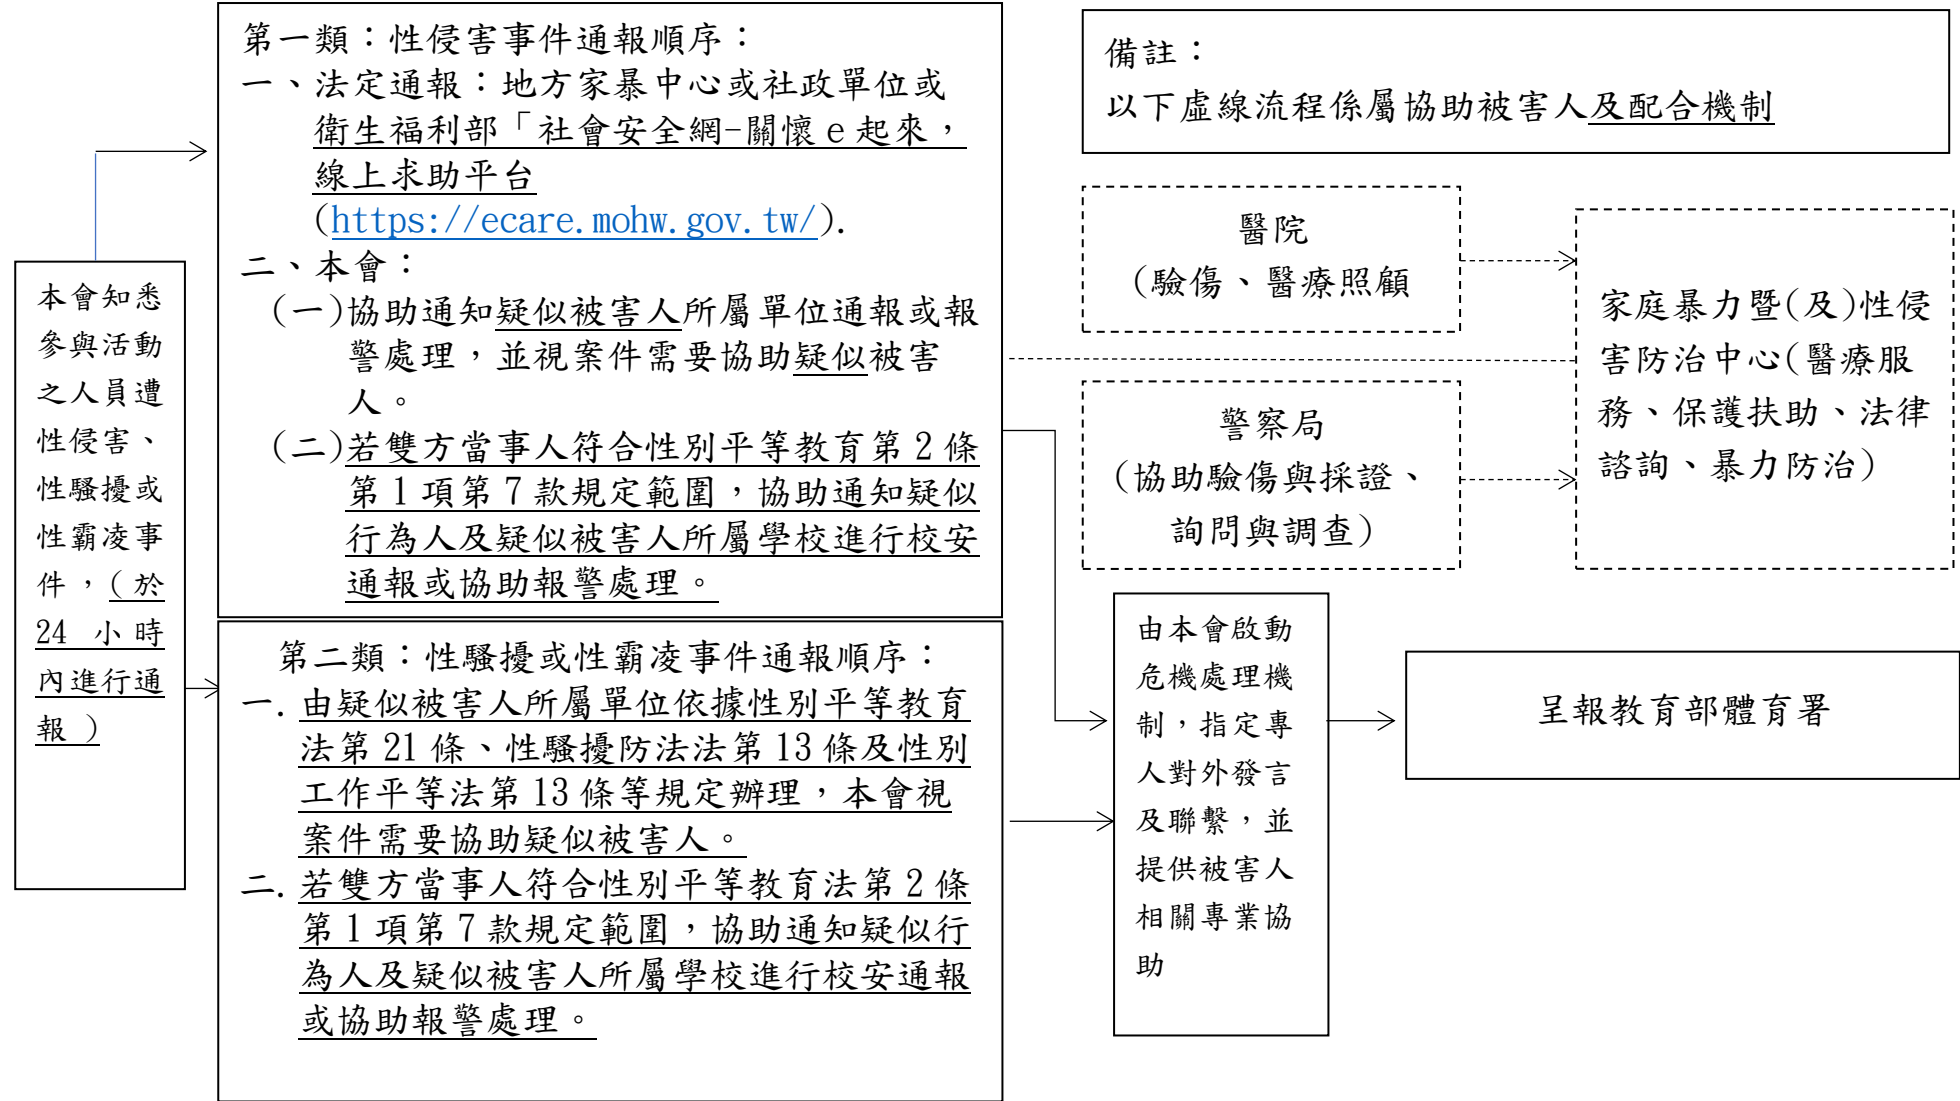 本會知悉
參與活動
之人員遭
性侵害、
性騷擾或
性霸凌事
件，(於
24 小時
內進行通
報 )
第一類：性侵害事件通報順序：
一、法定通報：地方家暴中心或社政單位或
衛生福利部「社會安全網-關懷 e 起來，
線上求助平台
(https://ecare.mohw.gov.tw/).
二、本會：
(一)協助通知疑似被害人所屬單位通報或報
警處理，並視案件需要協助疑似被害
人。
(二)若雙方當事人符合性別平等教育第 2 條
第 1 項第 7 款規定範圍，協助通知疑似
行為人及疑似被害人所屬學校進行校安
通報或協助報警處理。
第二類：性騷擾或性霸凌事件通報順序：
一. 由疑似被害人所屬單位依據性別平等教育
法第 21 條、性騷擾防法法第 13 條及性別
工作平等法第 13 條等規定辦理，本會視
案件需要協助疑似被害人。
二. 若雙方當事人符合性別平等教育法第 2 條
第 1 項第 7 款規定範圍，協助通知疑似行
為人及疑似被害人所屬學校進行校安通報
或協助報警處理。
備註：
以下虛線流程係屬協助被害人及配合機制
醫院
(驗傷、醫療照顧
警察局
(協助驗傷與採證、
詢問與調查)
家庭暴力暨(及)性侵
害防治中心(醫療服
務、保護扶助、法律
諮詢、暴力防治)
由本會啟動
危機處理機
制，指定專
人對外發言
及聯繫，並
提供被害人
相關專業協
助
呈報教育部體育署